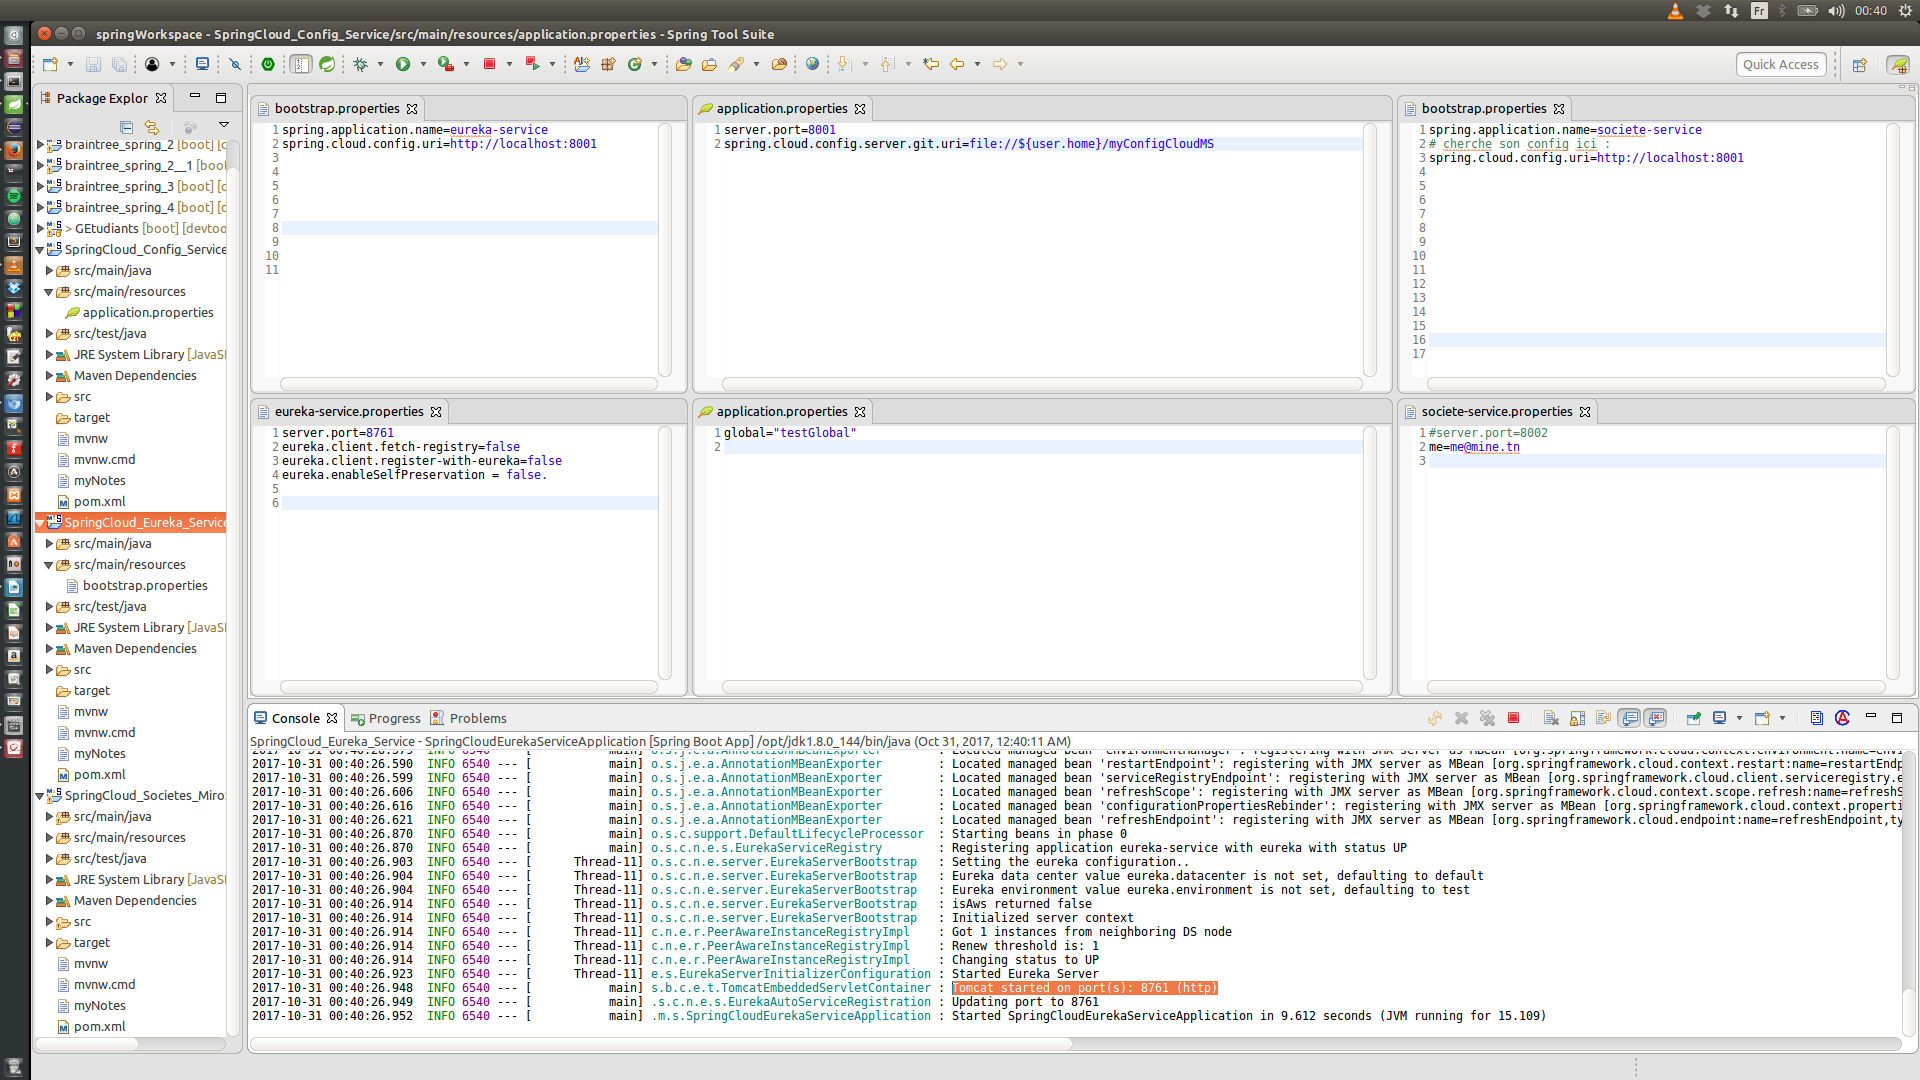 Fr
00:40
springWorkspace - SpringCloud_Config_Service/src/main/resources/application.properties - Spring Tool Suite
Quick Access
Package Explor
braintree_spring_2 [boot] [c
braintree_spring_2__1 [boot
braintree_spring_3 [boot] [c
braintree_spring_4 [boot] [c
> GEtudiants [boot] [devtoo
SpringCloud_Config_Service
src/main/java
src/main/resources
application.properties
src/test/java
JRE System Library [JavaSI
Maven Dependencies
src
target
mvnw
mvnw.cmd
myNotes
pom.xml
SpringCloud_Eureka_Service
src/main/java
src/main/resources
bootstrap.properties
src/test/java
JRE System Library [JavaSI
Maven Dependencies
src
target
mvnw
mvnw.cmd
myNotes
pom.xml
SpringCloud_Societes_Miro
src/main/java
src/main/resources
src/test/java
JRE System Library [JavaSI
Maven Dependencies
src
target
mvnw
mvnw.cmd
myNotes
pom.xml
bootstrap.properties
1 spring.application.name=eureka-service
2 spring.cloud.config.uri=http://localhost:8001
3
4
5
6
7
8
9
10
11
application.properties
1 server.port=8001
2 spring.cloud.config.server.git.uri=file://${user.home}/myConfigCloudMS
bootstrap.properties
1 spring.application.name=societe-service
2 # cherche son config ici :
3 spring.cloud.config.uri=http://localhost:8001
4
5
6
7
8
9
10
11
12
13
14
15
16
17
eureka-service.properties
1 server.port=8761
2 eureka.client.fetch-registry=false
3 eureka.client.register-with-eureka=false
4 eureka.enableSelfPreservation = false.
5
6
application.properties
1 global="testGlobal"
2
societe-service.properties
1 #server.port=8002
2 me=me@mine.tn
3
Console Progress Problems
SpringCloud_Eureka_Service - SpringCloudEurekaServiceApplication [Spring Boot App] /opt/jdk1.8.0_144/bin/java (Oct 31, 2017, 12:40:11 AM)
2017-10-31 00:40:26.590 INFO 6540 --- [ main] o.s.j.e.a.AnnotationMBeanExporter : Located managed bean 'restartEndpoint': registering with JMX server as MBean [org.springframework.cloud.context.restart:name=restartEndp
2017-10-31 00:40:26.599 INFO 6540 --- [ main] o.s.j.e.a.AnnotationMBeanExporter : Located managed bean 'serviceRegistryEndpoint': registering with JMX server as MBean [org.springframework.cloud.client.serviceregistry.e
2017-10-31 00:40:26.606 INFO 6540 --- [ main] o.s.j.e.a.AnnotationMBeanExporter : Located managed bean 'refreshScope': registering with JMX server as MBean [org.springframework.cloud.context.scope.refresh:name=refreshS
2017-10-31 00:40:26.616 INFO 6540 --- [ main] o.s.j.e.a.AnnotationMBeanExporter : Located managed bean 'configurationPropertiesRebinder': registering with JMX server as MBean [org.springframework.cloud.context.properti
2017-10-31 00:40:26.621 INFO 6540 --- [ main] o.s.j.e.a.AnnotationMBeanExporter : Located managed bean 'refreshEndpoint': registering with JMX server as MBean [org.springframework.cloud.endpoint:name=refreshEndpoint,ty
2017-10-31 00:40:26.870 INFO 6540 --- [ main] o.s.c.support.DefaultLifecycleProcessor : Starting beans in phase 0
2017-10-31 00:40:26.870 INFO 6540 --- [ main] o.s.c.n.e.s.EurekaServiceRegistry : Registering application eureka-service with eureka with status UP
2017-10-31 00:40:26.903 INFO 6540 --- [ Thread-11] o.s.c.n.e.server.EurekaServerBootstrap : Setting the eureka configuration..
2017-10-31 00:40:26.904 INFO 6540 --- [ Thread-11] o.s.c.n.e.server.EurekaServerBootstrap : Eureka data center value eureka.datacenter is not set, defaulting to default
2017-10-31 00:40:26.904 INFO 6540 --- [ Thread-11] o.s.c.n.e.server.EurekaServerBootstrap : Eureka environment value eureka.environment is not set, defaulting to test
2017-10-31 00:40:26.914 INFO 6540 --- [ Thread-11] o.s.c.n.e.server.EurekaServerBootstrap : isAws returned false
2017-10-31 00:40:26.914 INFO 6540 --- [ Thread-11] o.s.c.n.e.server.EurekaServerBootstrap : Initialized server context
2017-10-31 00:40:26.914 INFO 6540 --- [ Thread-11] c.n.e.r.PeerAwareInstanceRegistryImpl : Got 1 instances from neighboring DS node
2017-10-31 00:40:26.914 INFO 6540 --- [ Thread-11] c.n.e.r.PeerAwareInstanceRegistryImpl : Renew threshold is: 1
2017-10-31 00:40:26.914 INFO 6540 --- [ Thread-11] c.n.e.r.PeerAwareInstanceRegistryImpl : Changing status to UP
2017-10-31 00:40:26.923 INFO 6540 --- [ Thread-11] e.s.EurekaServerInitializerConfiguration : Started Eureka Server
2017-10-31 00:40:26.948 INFO 6540 --- [ main] s.b.c.e.t.TomcatEmbeddedServletContainer : Tomcat started on port(s): 8761 (http)
2017-10-31 00:40:26.949 INFO 6540 --- [ main] .s.c.n.e.s.EurekaAutoServiceRegistration : Updating port to 8761
2017-10-31 00:40:26.952 INFO 6540 --- [ main] .m.s.SpringCloudEurekaServiceApplication : Started SpringCloudEurekaServiceApplication in 9.612 seconds (JVM running for 15.109)